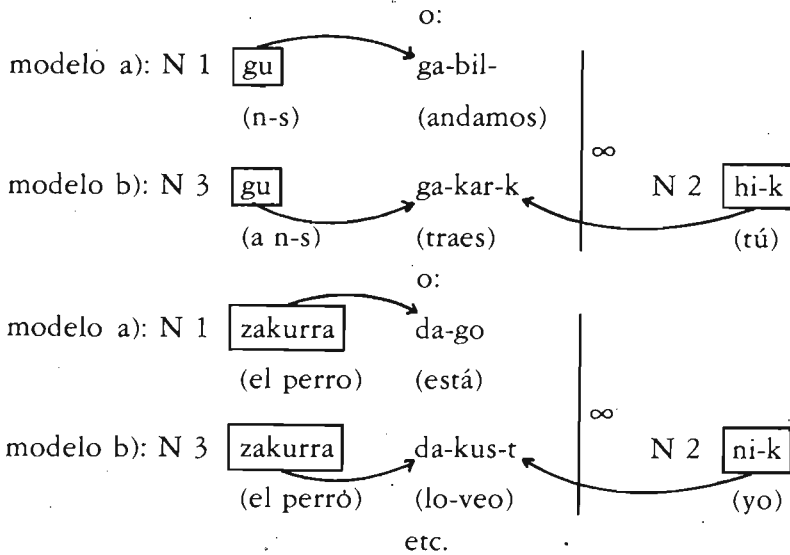 o:
modelo a): N 1 gu ga-bil-
(n-s) (andamos)
∞
modelo b): N 3 gu ga-kar-k N 2 hi-k
(a n-s) (traes) (tú)
o:
modelo a): N 1 zakurra da-go
(el perro) (está)
∞
modelo b): N 3 zakurra da-kus-t N 2 ni-k
(el perro) (lo-veo) (yo)
etc.